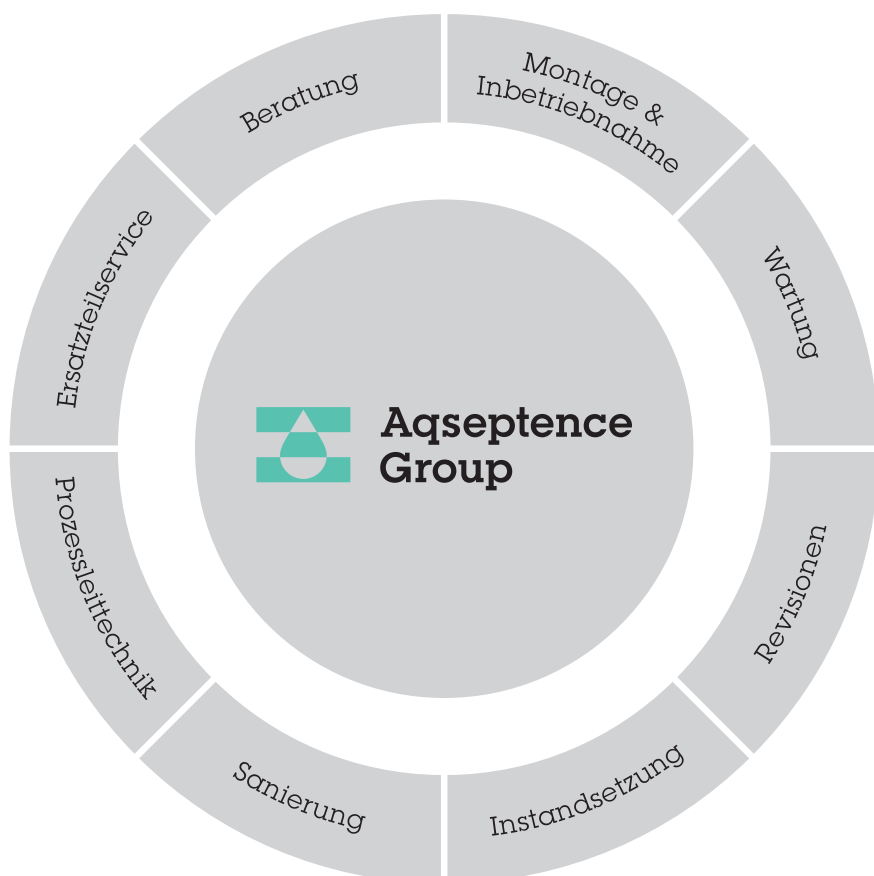 Beratung
Montage &
Inbetriebnahme
Wartung
Revisionen
Instandsetzung
Sanierung
Prozessleittechnik
Ersatzteilservice
Aqseptence
Group